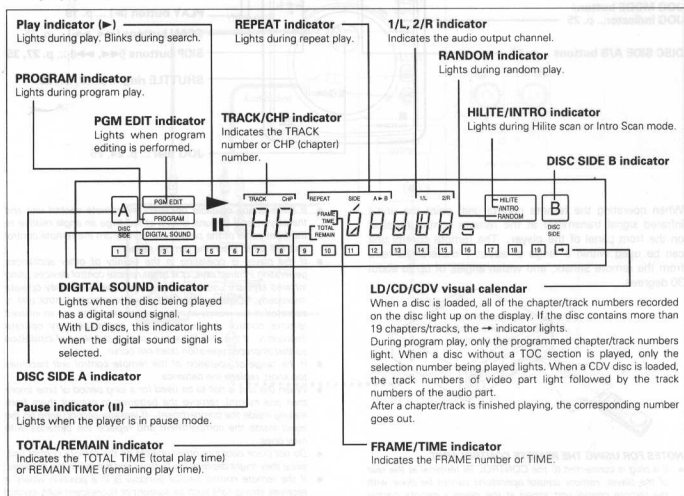 Play indicator (►)
Lights during play. Blinks during search.
REPEAT indicator
Lights during repeat play.
1/L, 2/R indicator
Indicates the audio output channel.
RANDOM indicator
Lights during random play.
PROGRAM indicator
Lights during program play.
PGM EDIT indicator
Lights when program
editing is performed.
TRACK/CHP indicator
Indicates the TRACK
number or CHP (chapter)
number.
HILITE/INTRO indicator
Lights during Hilite scan or Intro Scan mode.
DISC SIDE B indicator
A
DISC
SIDE
PGM EDIT
PROGRAM
DIGITAL SOUND
TRACK CHP
REPEAT SIDE A►B 1/L 2/R
FRAME
TIME
TOTAL
REMAIN
HILITE
/INTRO
RANDOM
B
DISC
SIDE
1 2 3 4 5 6 7 8 9 10 11 12 13 14 15 16 17 18 19 →
DIGITAL SOUND indicator
Lights when the disc being played
has a digital sound signal.
With LD discs, this indicator lights
when the digital sound signal is
selected.
DISC SIDE A indicator
Pause indicator (II)
Lights when the player is in pause mode.
TOTAL/REMAIN indicator
Indicates the TOTAL TIME (total play time)
or REMAIN TIME (remaining play time).
LD/CD/CDV visual calendar
When a disc is loaded, all of the chapter/track numbers recorded
on the disc light up on the display. If the disc contains more than
19 chapters/tracks, the → indicator lights.
During program play, only the programmed chapter/track numbers
light. When a disc without a TOC section is played, only the
selection number being played lights. When a CDV disc is loaded,
the track numbers of video part light followed by the track
numbers of the audio part.
After a chapter/track is finished playing, the corresponding number
goes out.
FRAME/TIME indicator
Indicates the FRAME number or TIME.